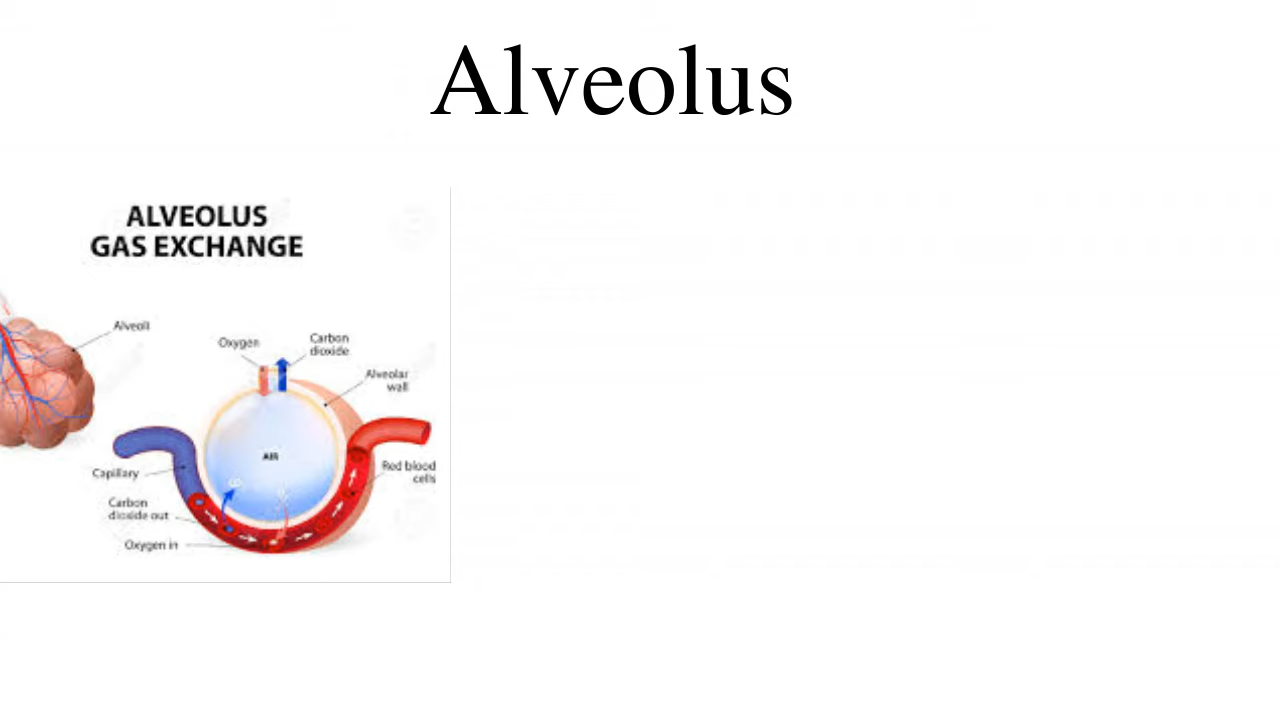 Alveolus
ALVEOLUS
GAS EXCHANGE
Alveoli
Oxygen
Carbon
dioxide
Alveolar
wall
AIR
Capillary
Red blood
cells
Carbon
dioxide out
Oxygen in